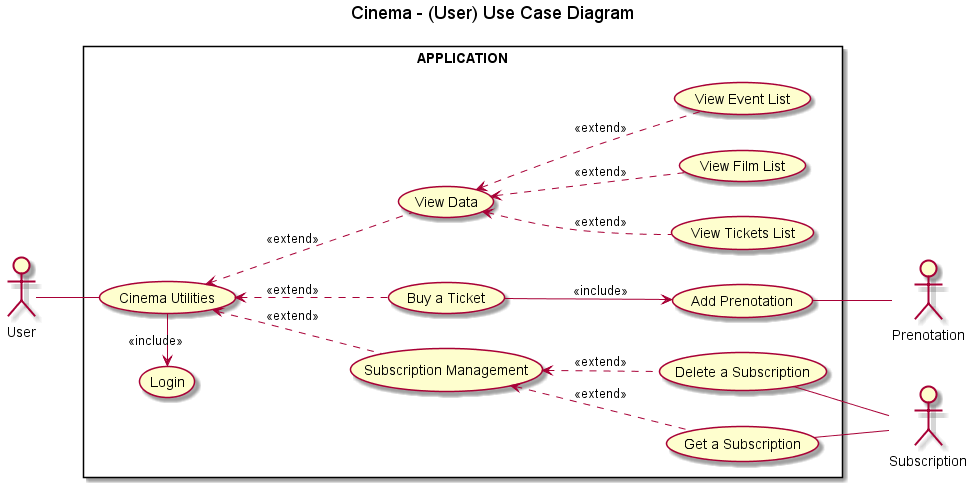 Cinema - (User) Use Case Diagram
APPLICATION
View Event List
«extend»
View Film List
«extend»
View Data
«extend»
View Tickets List
«extend»
Cinema Utilities
«extend»
Buy a Ticket
«include»
Add Prenotation
User
«extend»
Prenotation
«include»
Login
Subscription Management
«extend»
Delete a Subscription
«extend»
Get a Subscription
Subscription